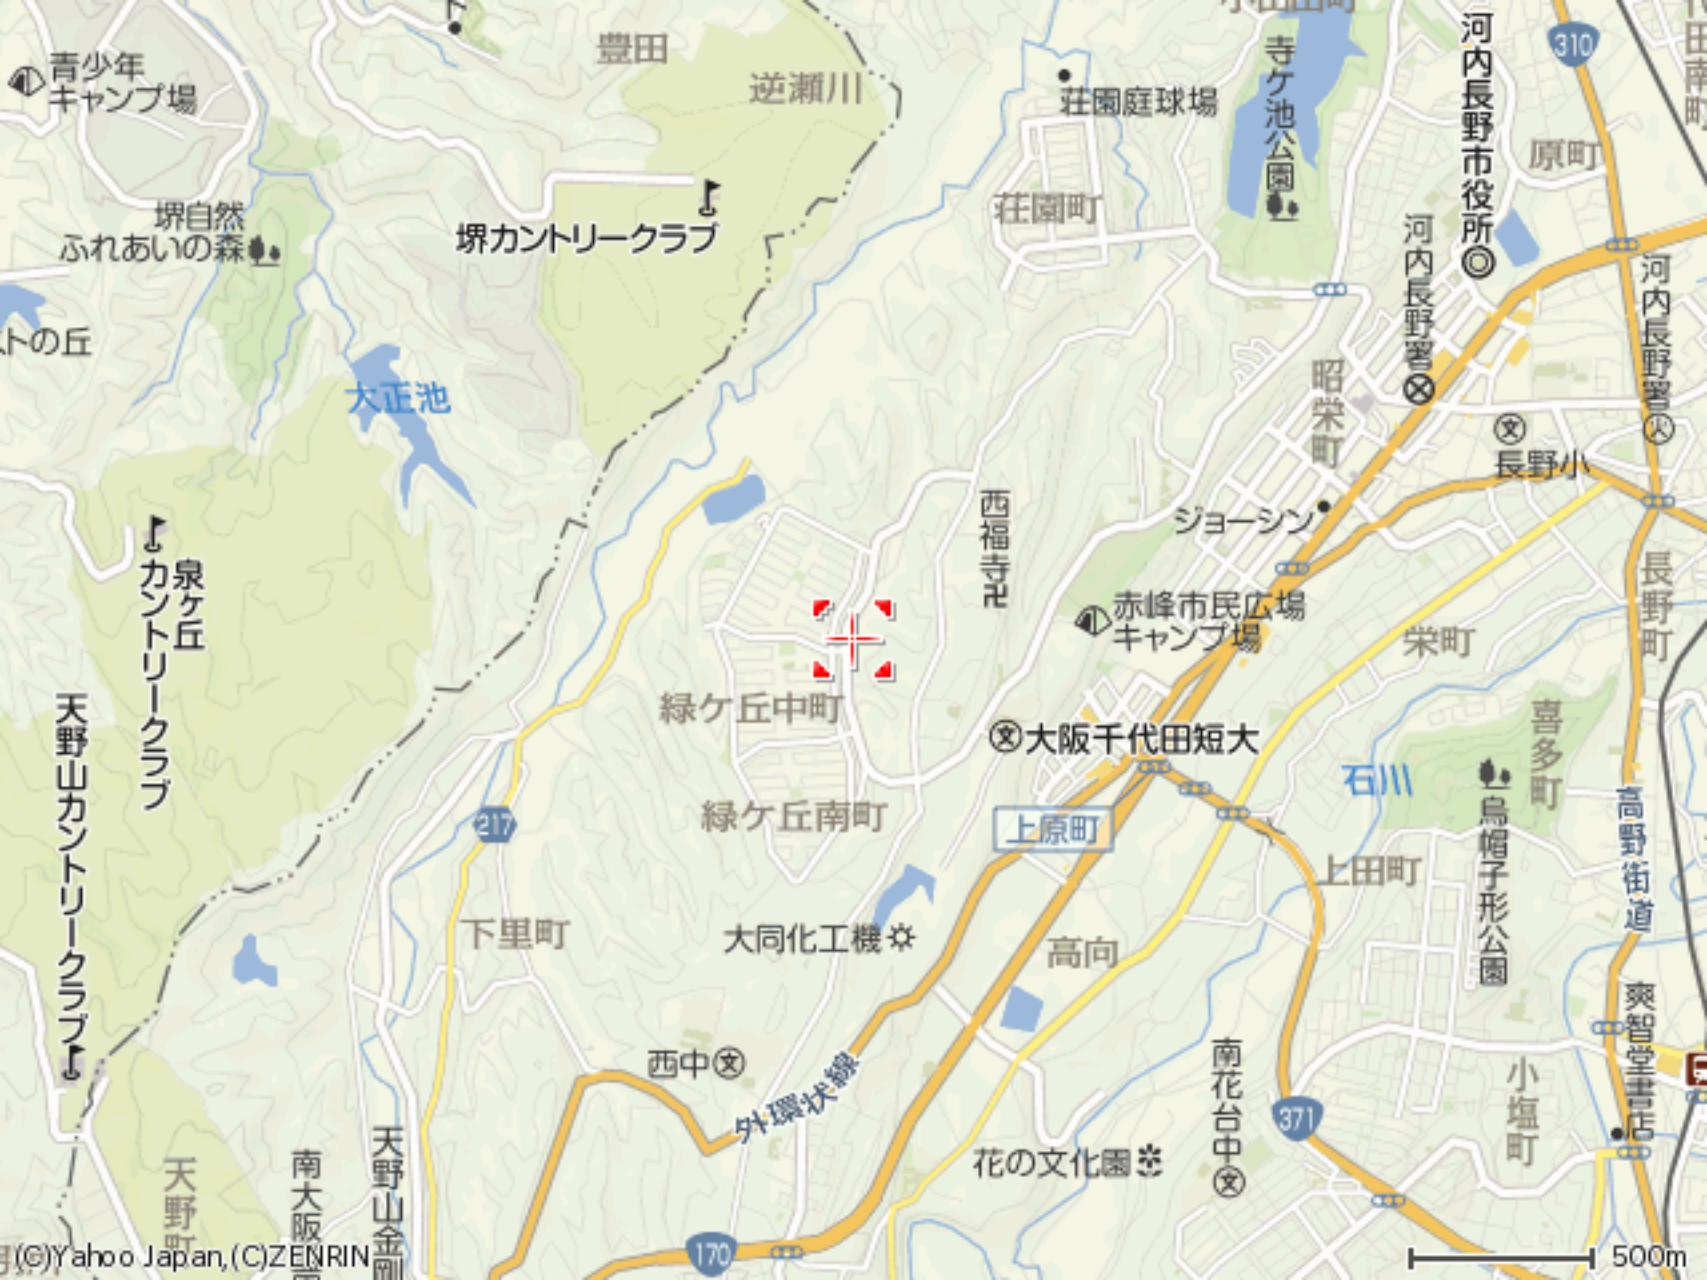 豊田
逆瀬川
青少年
キャンプ場
荘園庭球場
寺ケ池公園
河内長野市役所
310
原町
荘園町
堺自然
ふれあいの森
堺カントリークラブ
河内長野署
河内長野署
トの丘
大正池
昭栄町
長野小
西福寺
ジョーシン
泉ヶ丘
カントリークラブ
赤峰市民広場
キャンプ場
栄町
長野町
天野山カントリークラブ
緑ケ丘中町
大阪千代田短大
石川
喜多町
217
緑ケ丘南町
上原町
高野街道
烏帽子形公園
上田町
下里町
大同化工機
高向
爽智堂書店
西中
外環状線
南花台中
小塩町
371
花の文化園
天野町
南大阪
天野山金剛
170
(C)Yahoo Japan,(C)ZENRIN
500m